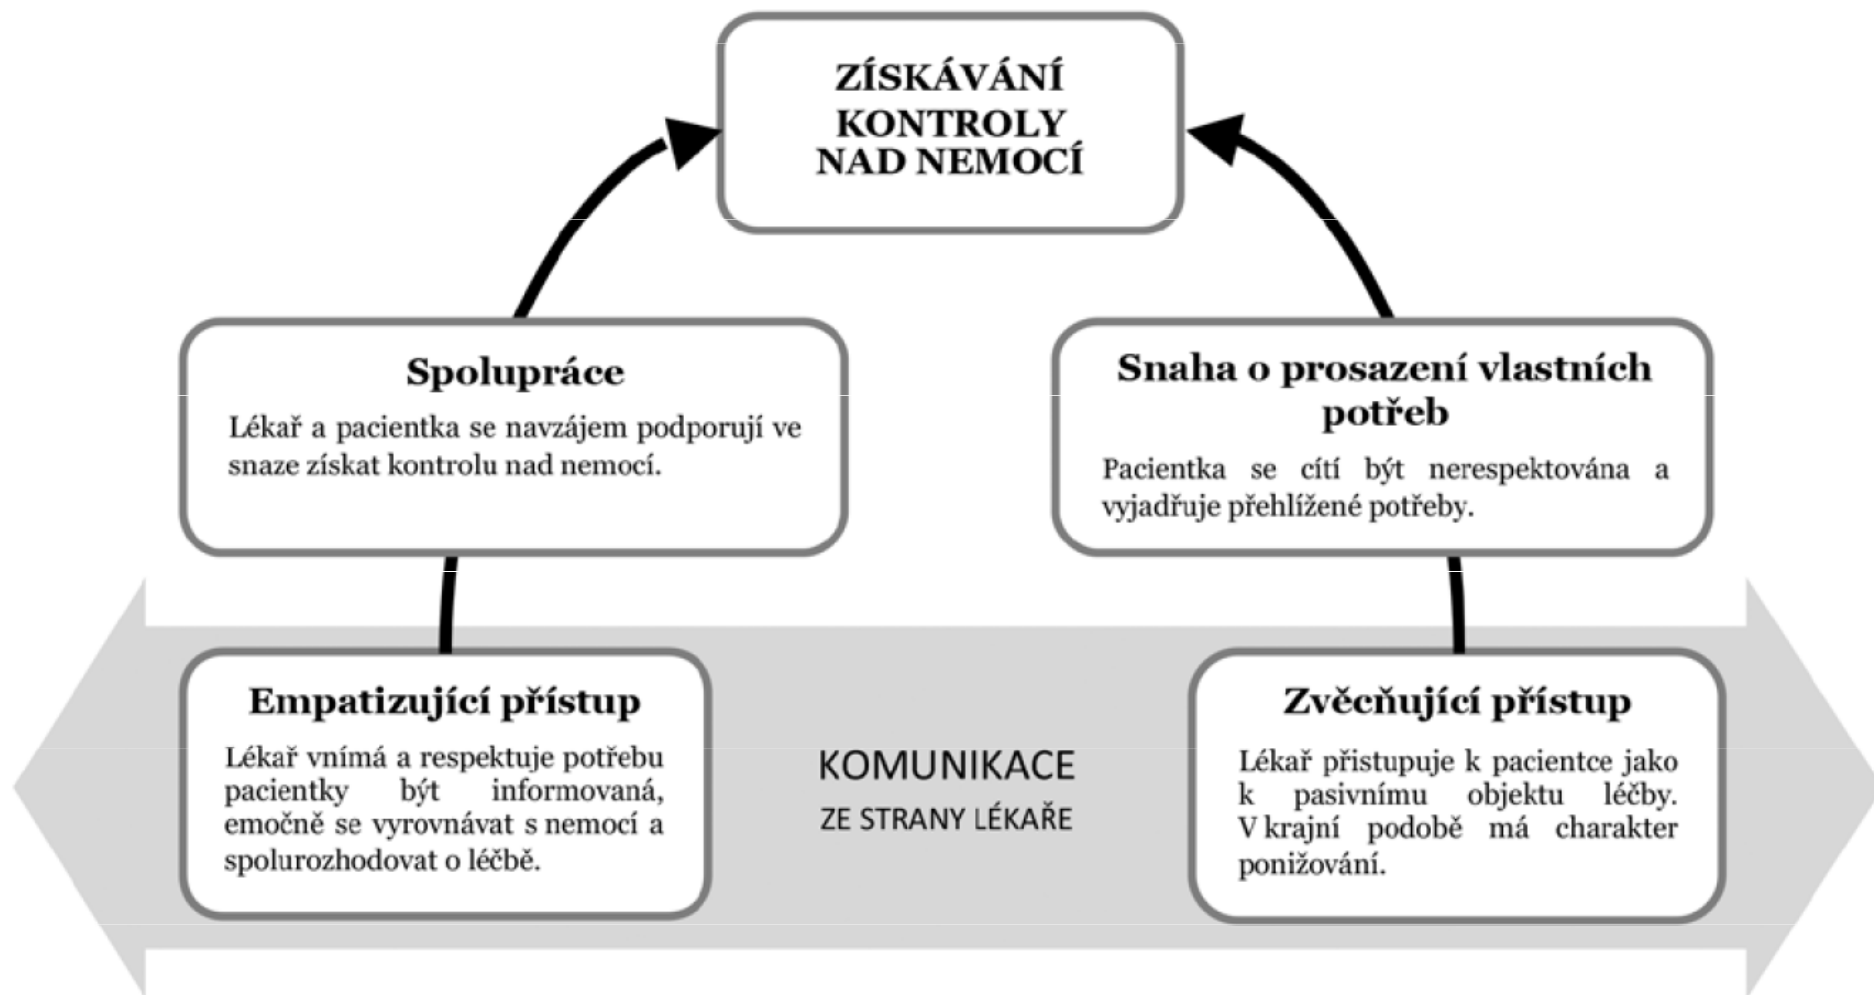 ZÍSKÁVÁNÍ
KONTROLY
NAD NEMOCÍ
Spolupráce
Lékař a pacientka se navzájem podporují ve
snaze získat kontrolu nad nemocí.
Snaha o prosazení vlastních
potřeb
Pacientka se cítí být nerespektována a
vyjadřuje přehlížené potřeby.
Empatizující přístup
Lékař vnímá a respektuje potřebu
pacientky být informovaná,
emočně se vyrovnávat s nemocí a
spolurozhodovat o léčbě.
KOMUNIKACE
ZE STRANY LÉKAŘE
Zvěcňující přístup
Lékař přistupuje k pacientce jako
k pasivnímu objektu léčby.
V krajní podobě má charakter
ponižování.